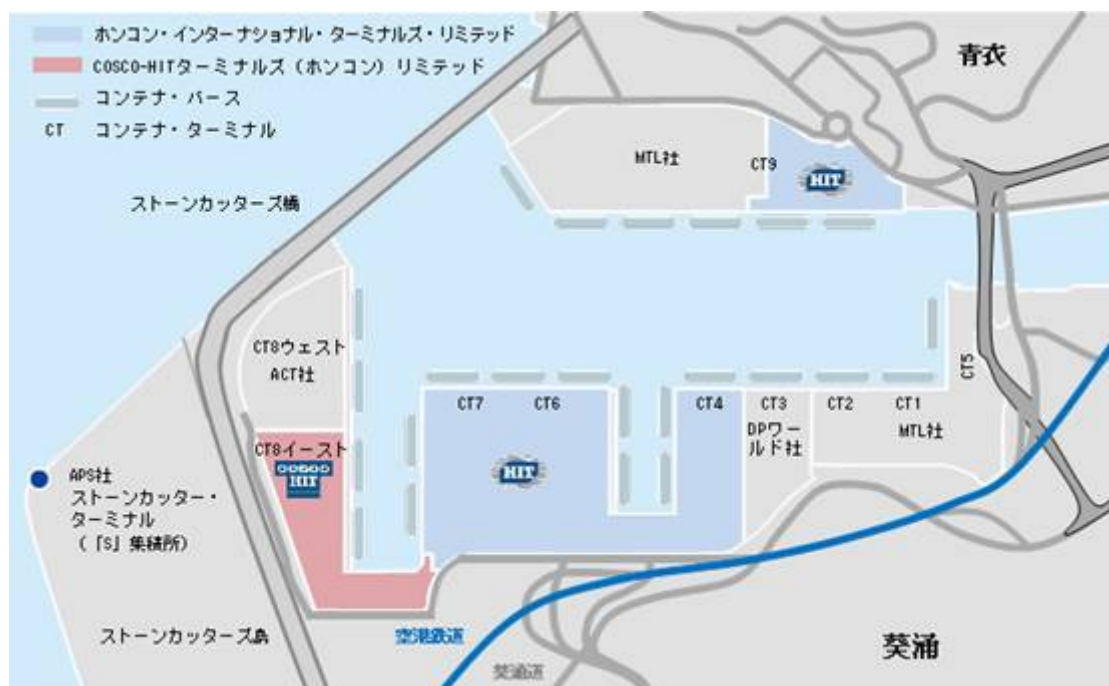 ホンコン・インターナショナル・ターミナルズ・リミテッド
COSCO-HITターミナルズ（ホンコン）リミテッド
コンテナ・バース
CT コンテナ・ターミナル
青衣
MTL社
CT9
HIT
ストーンカッターズ橋
CT8ウェスト
ACT社
CT5
CT7
CT6
CT4
CT3
DPワー
ルド社
CT2
CT1
MTL社
CT8イースト
COSCO
HIT
HIT
APS社
ストーンカッター・
ターミナル
（「S」集積所）
ストーンカッターズ島
空港鉄道
葵涌道
葵涌